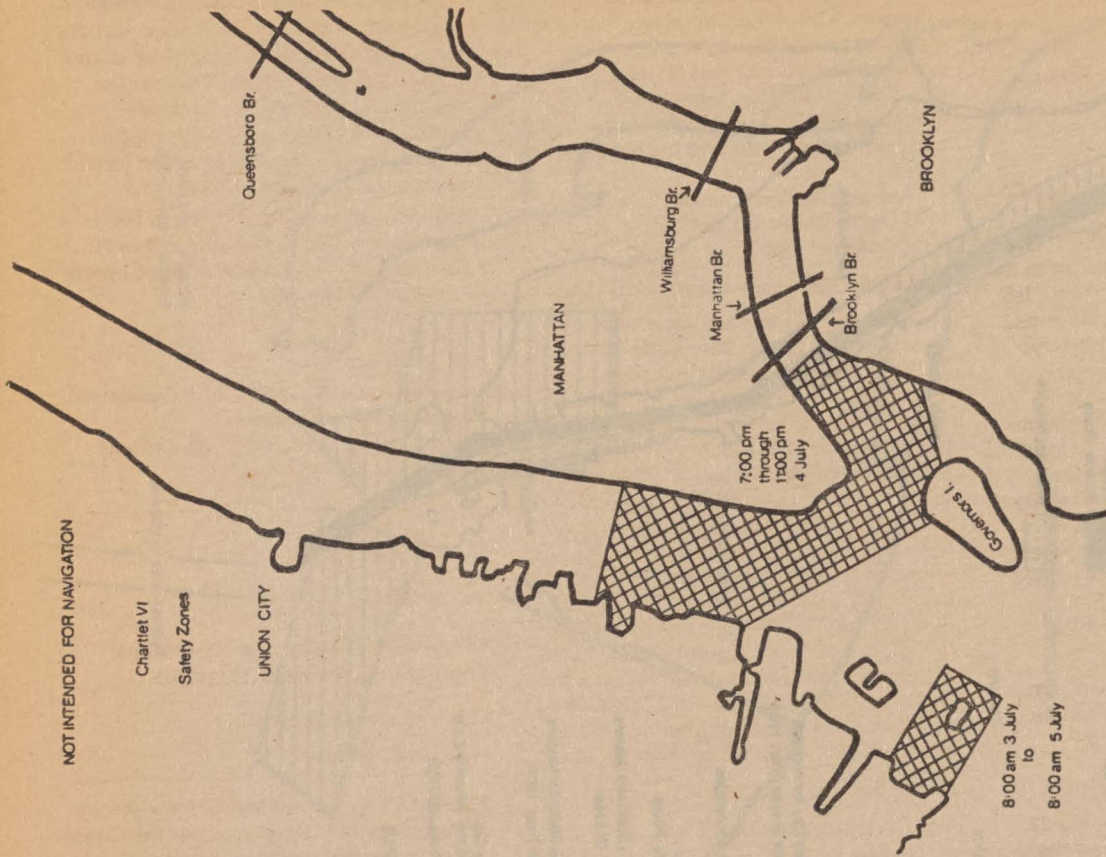 NOT INTENDED FOR NAVIGATION
Chartlet VI
Safety Zones
UNION CITY
Queensboro Br.
MANHATTAN
Williamsburg Br.
Manhattan Br.
Brooklyn Br.
BROOKLYN
7:00 pm
through
11:00 pm
4 July
Governors I.
8:00 am 3 July
to
8:00 am 5 July